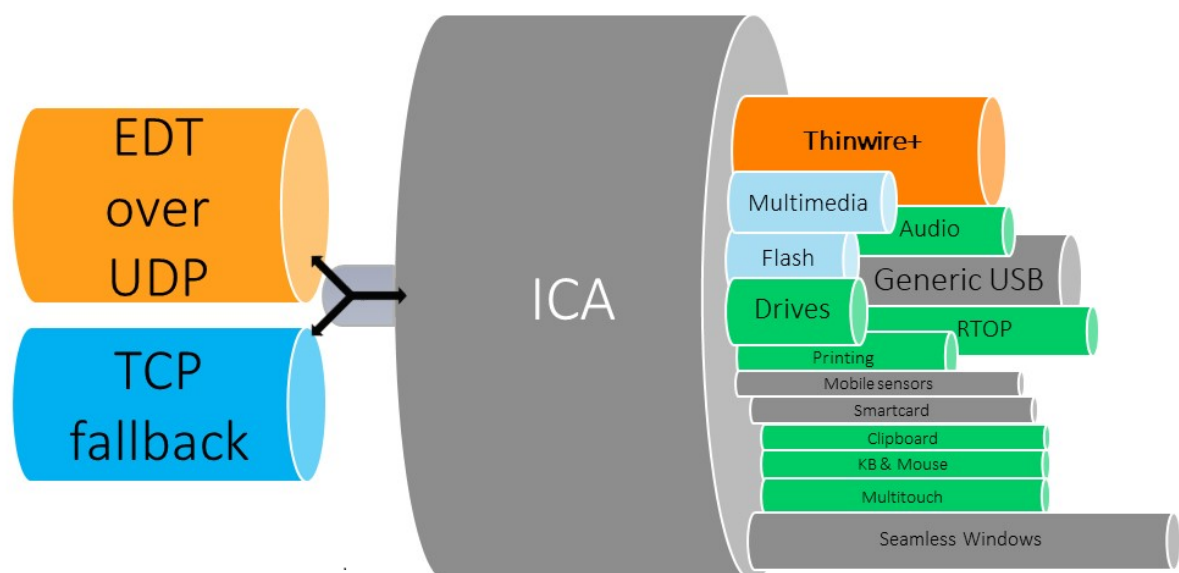 EDT
over
UDP
TCP
fallback
ICA
Thinwire+
Multimedia
Audio
Flash
Generic USB
Drives
RTOP
Printing
Mobile sensors
Smartcard
Clipboard
KB & Mouse
Multitouch
Seamless Windows